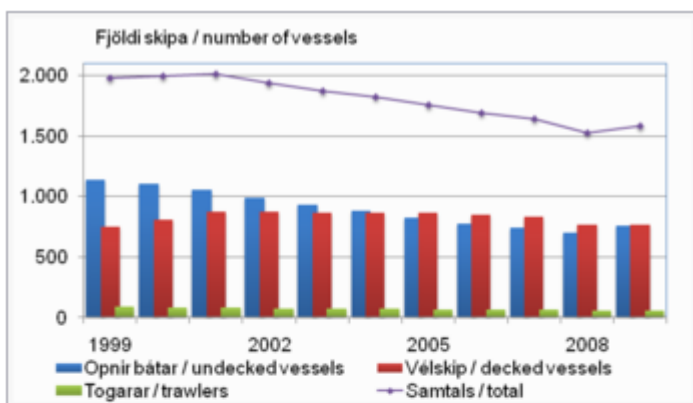 Fjöldi skipa / number of vessels
2.000
1.500
1.000
500
0
1999 2002 2005 2008
Opnir bátar / undecked vessels Vélskip / decked vessels
Togarar / trawlers Samtals / total